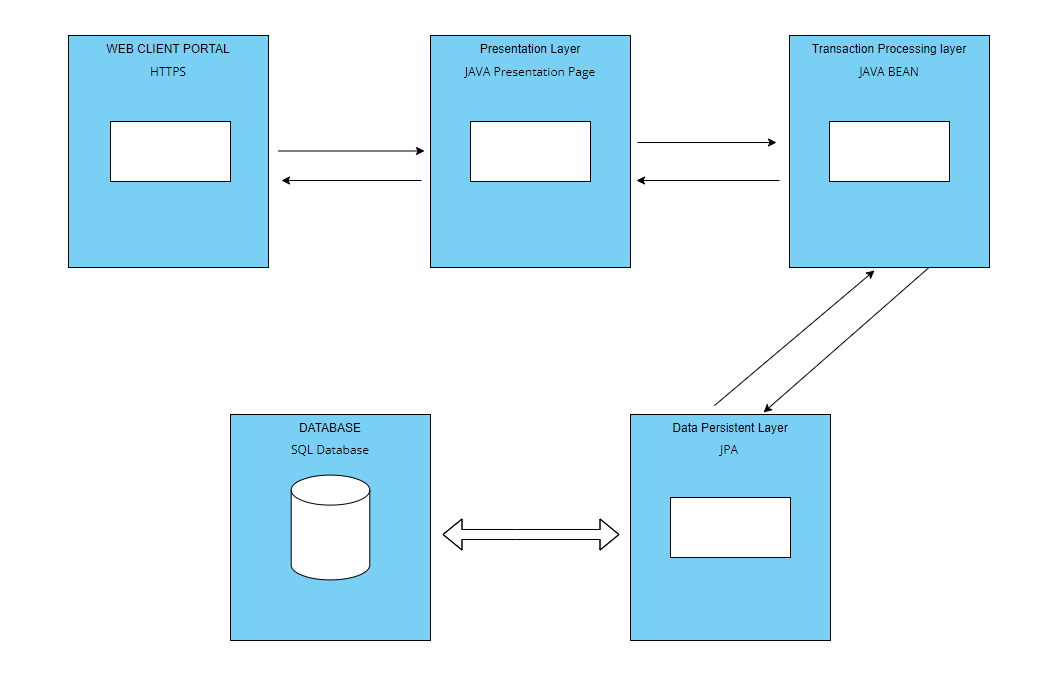 WEB CLIENT PORTAL
HTTPS
Presentation Layer
JAVA Presentation Page
Transaction Processing layer
JAVA BEAN
DATABASE
SQL Database
Data Persistent Layer
JPA